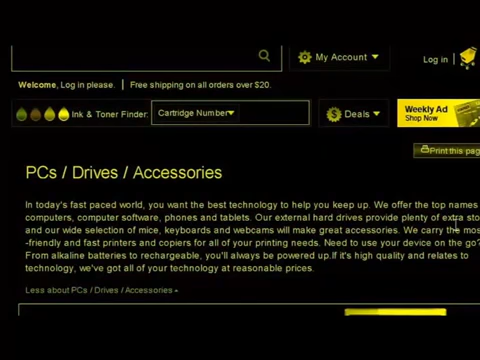 My Account
Log in
Welcome, Log in please. | Free shipping on all orders over $20.
Ink & Toner Finder:
Cartridge Number
Deals
Weekly Ad
Shop Now
Print this pag
PCs / Drives / Accessories
In today's fast paced world, you want the best technology to help you keep up. We offer the top names
computers, computer software, phones and tablets. Our external hard drives provide plenty of extra sto
and our wide selection of mice, keyboards and webcams will make great accessories. We carry the mos
-friendly and fast printers and copiers for all of your printing needs. Need to use your device on the go?
From alkaline batteries to rechargeable, you'll always be powered up.If it's high quality and relates to
technology, we've got all of your technology at reasonable prices.
Less about PCs / Drives / Accessories -